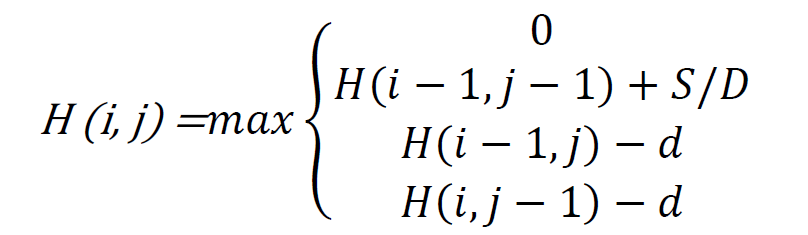 0
H(i − 1, j − 1) + S/D
H (i, j) =max
H(i − 1, j) − d
H(i, j − 1) − d